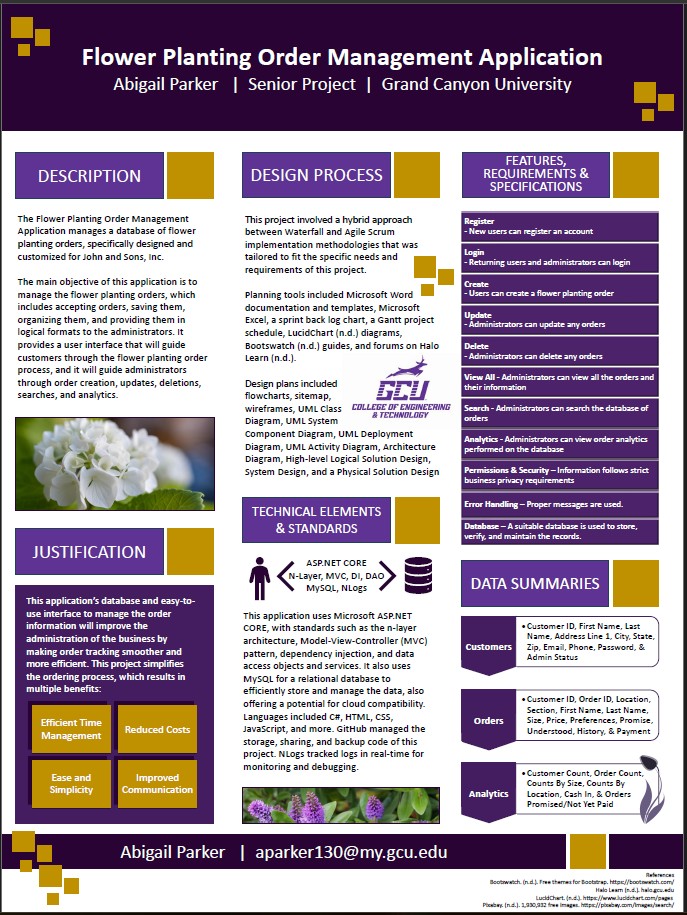 Flower Planting Order Management Application
Abigail Parker | Senior Project | Grand Canyon University
DESCRIPTION
The Flower Planting Order Management
Application manages a database of flower
planting orders, specifically designed and
customized for John and Sons, Inc.
The main objective of this application is to
manage the flower planting orders, which
includes accepting orders, saving them,
organizing them, and providing them in
logical formats to the administrators. It
provides a user interface that will guide
customers through the flower planting order
process, and it will guide administrators
through order creation, updates, deletions,
searches, and analytics.
JUSTIFICATION
This application's database and easy-to-
use interface to manage the order
information will improve the
administration of the business by
making order tracking smoother and
more efficient. This project simplifies
the ordering process, which results in
multiple benefits:
Efficient Time
Management
Reduced Costs
Ease and
Simplicity
Improved
Communication
DESIGN PROCESS
This project involved a hybrid approach
between Waterfall and Agile Scrum
implementation methodologies that was
tailored to fit the specific needs and
requirements of this project.
Planning tools included Microsoft Word
documentation and templates, Microsoft
Excel, a sprint back log chart, a Gantt project
schedule, LucidChart (n.d.) diagrams,
Bootswatch (n.d.) guides, and forums on Halo
Learn (n.d.).
Design plans included
flowcharts, sitemap,
wireframes, UML Class
Diagram, UML System
Component Diagram, UML Deployment
Diagram, UML Activity Diagram, Architecture
Diagram, High-level Logical Solution Design,
System Design, and a Physical Solution Design
GCU
COLLEGE OF ENGINEERING
& TECHNOLOGY
TECHNICAL ELEMENTS
& STANDARDS
ASP.NET CORE
N-Layer, MVC, DI, DAO
MySQL, NLogs
This application uses Microsoft ASP.NET
CORE, with standards such as the n-layer
architecture, Model-View-Controller (MVC)
pattern, dependency injection, and data
access objects and services. It also uses
MySQL for a relational database to
efficiently store and manage the data, also
offering a potential for cloud compatibility.
Languages included C#, HTML, CSS,
JavaScript, and more. GitHub managed the
storage, sharing, and backup code of this
project. NLogs tracked logs in real-time for
monitoring and debugging.
FEATURES,
REQUIREMENTS &
SPECIFICATIONS
Register
- New users can register an account
Login
- Returning users and administrators can login
Create
- Users can create a flower planting order
Update
- Administrators can update any orders
Delete
- Administrators can delete any orders
View All - Administrators can view all the orders and
their information
Search - Administrators can search the database of
orders
Analytics - Administrators can view order analytics
performed on the database
Permissions & Security – Information follows strict
business privacy requirements
Error Handling – Proper messages are used.
Database – A suitable database is used to store,
verify, and maintain the records.
DATA SUMMARIES
Customers
• Customer ID, First Name, Last
Name, Address Line 1, City, State,
Zip, Email, Phone, Password, &
Admin Status
Orders
• Customer ID, Order ID, Location,
Section, First Name, Last Name,
Size, Price, Preferences, Promise,
Understood, History, & Payment
Analytics
• Customer Count, Order Count,
Counts By Size, Counts By
Location, Cash In, & Orders
Promised/Not Yet Paid
Abigail Parker | aparker130@my.gcu.edu
References
Bootswatch. (n.d.). Free themes for Bootstrap. https://bootswatch.com/
Halo Learn (n.d.). halo.gcu.edu
LucidChart. (n.d.). https://www.lucidchart.com/pages
Pixabay. (n.d.). 1,930,932 free images. https://pixabay.com/images/search/